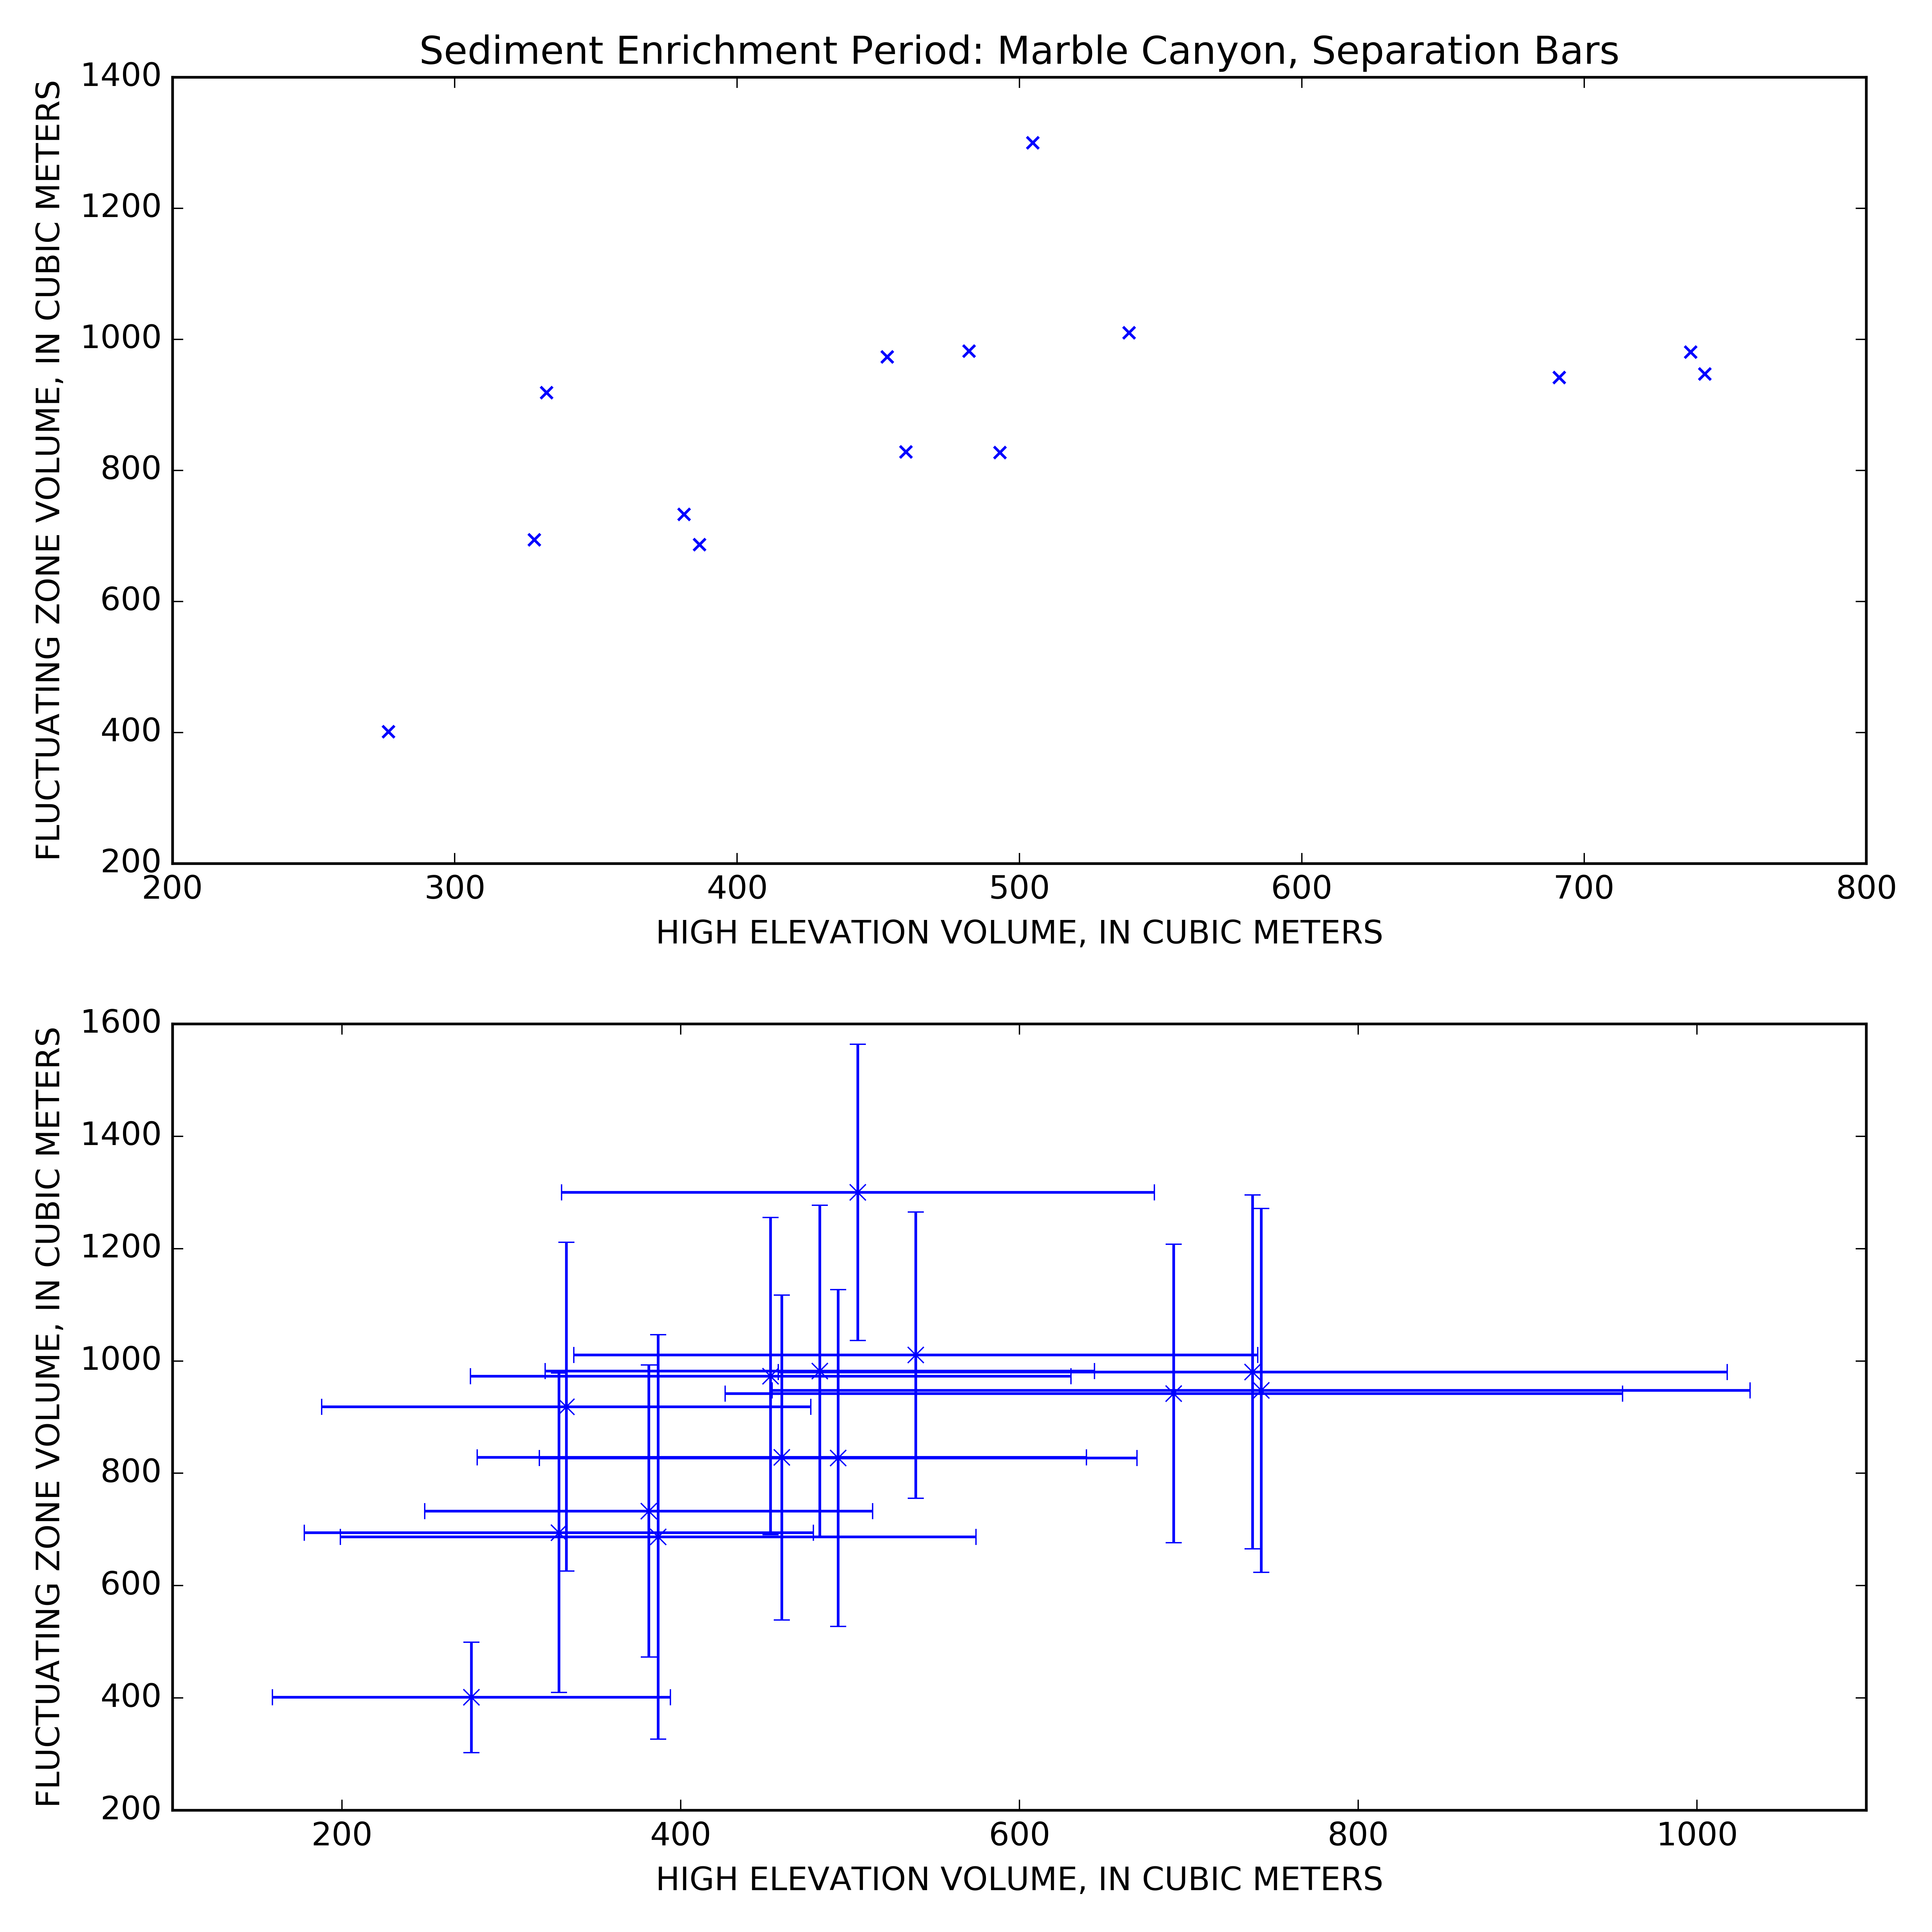 Sediment Enrichment Period: Marble Canyon, Separation Bars
FLUCTUATING ZONE VOLUME, IN CUBIC METERS
1400
1200
1000
800
600
400
200
200 300 400 500 600 700 800
HIGH ELEVATION VOLUME, IN CUBIC METERS
FLUCTUATING ZONE VOLUME, IN CUBIC METERS
1600
1400
1200
1000
800
600
400
200
200 400 600 800 1000
HIGH ELEVATION VOLUME, IN CUBIC METERS